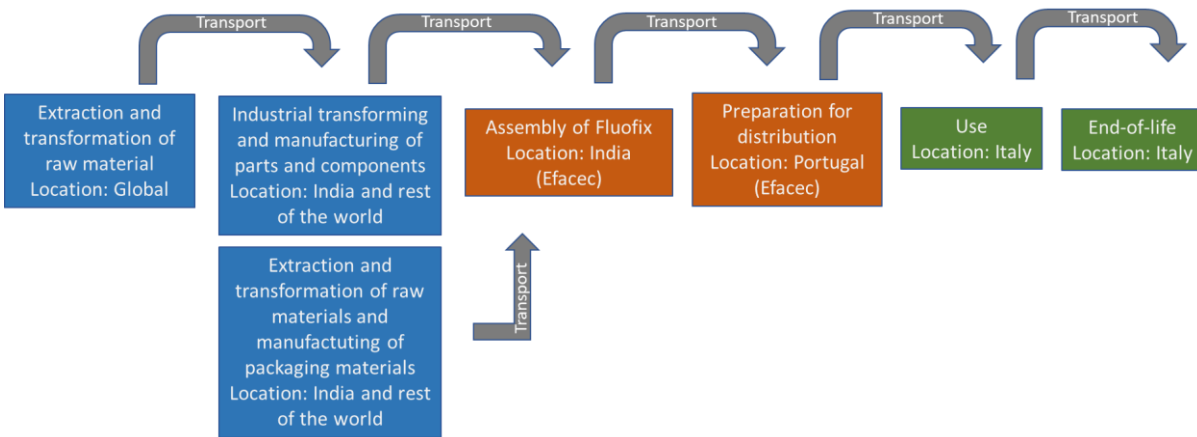 Transport
Transport
Transport
Transport
Transport
Extraction and
transformation of
raw material
Location: Global
Industrial transforming
and manufacturing of
parts and components
Location: India and rest
of the world
Assembly of Fluofix
Location: India
(Efacec)
Preparation for
distribution
Location: Portugal
(Efacec)
Use
Location: Italy
End-of-life
Location: Italy
Extraction and
transformation of raw
materials and
manufactuting of
packaging materials
Location: India and rest
of the world
Transport